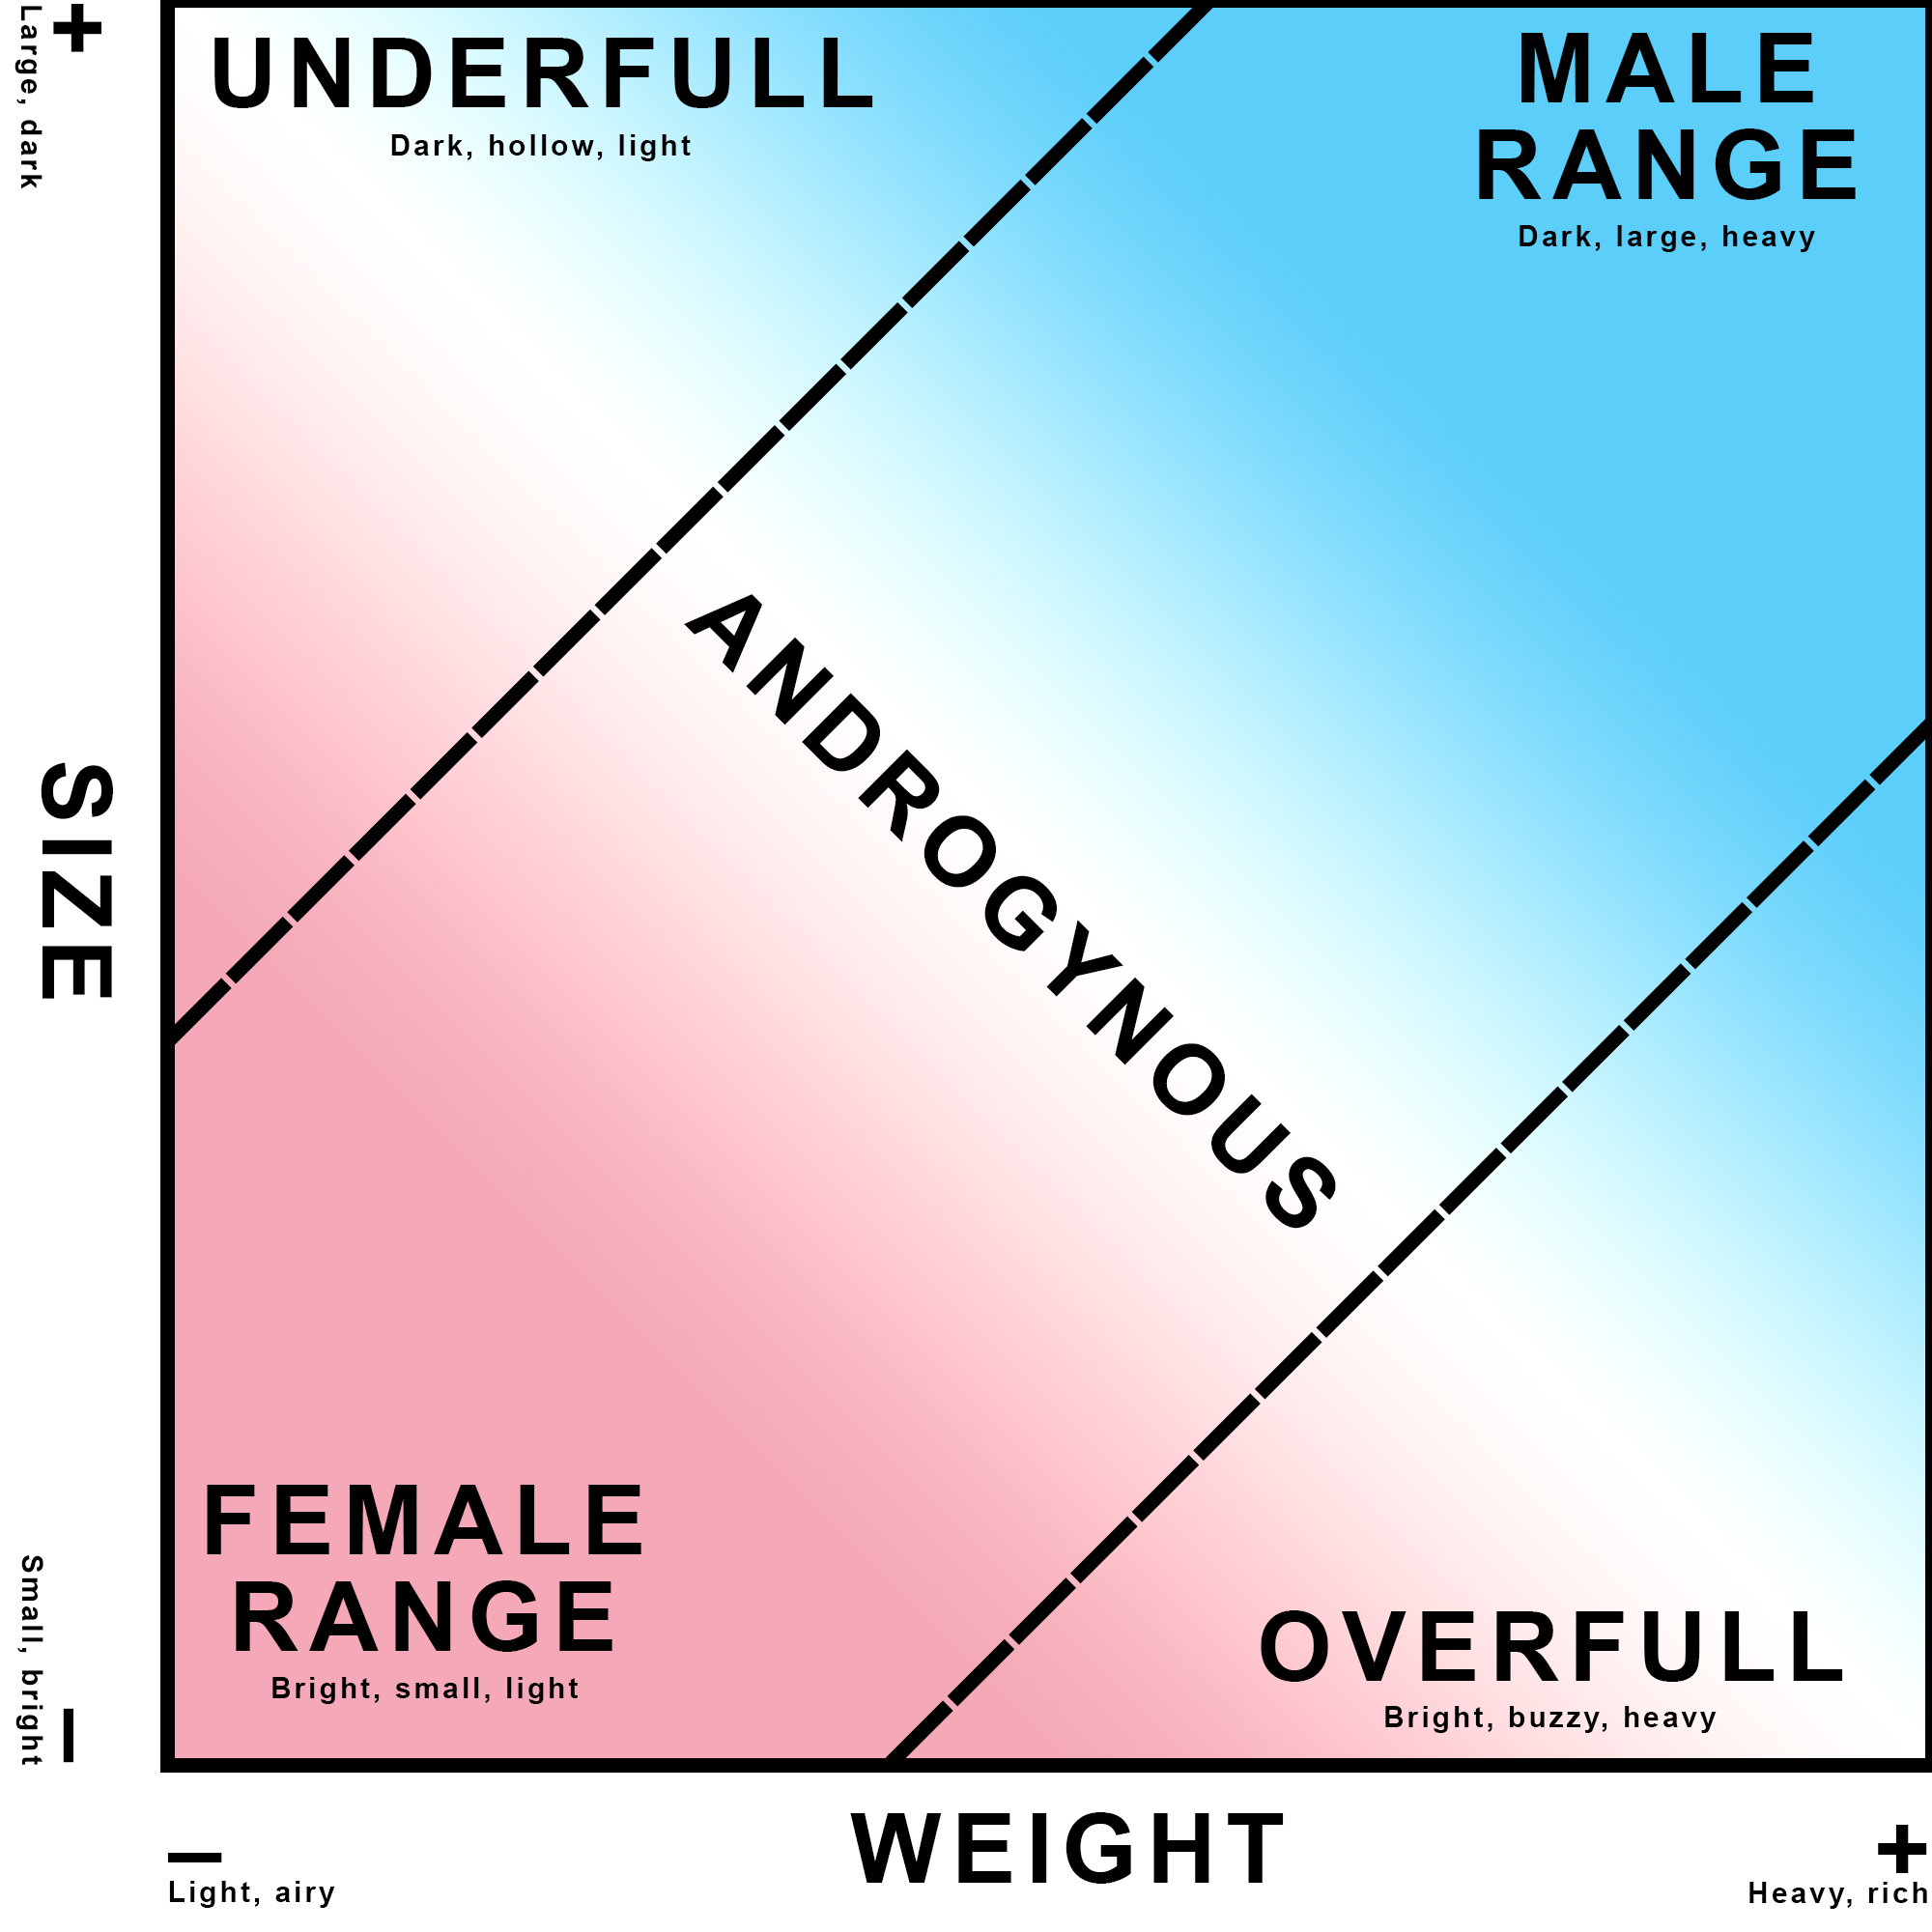 +
Large, dark
UNDERFULL
Dark, hollow, light
MALE
RANGE
Dark, large, heavy
ANDROGYNOUS
SIZE
FEMALE
RANGE
Bright, small, light
OVERFULL
Bright, buzzy, heavy
Small, bright
–
–
Light, airy
WEIGHT
+
Heavy, rich